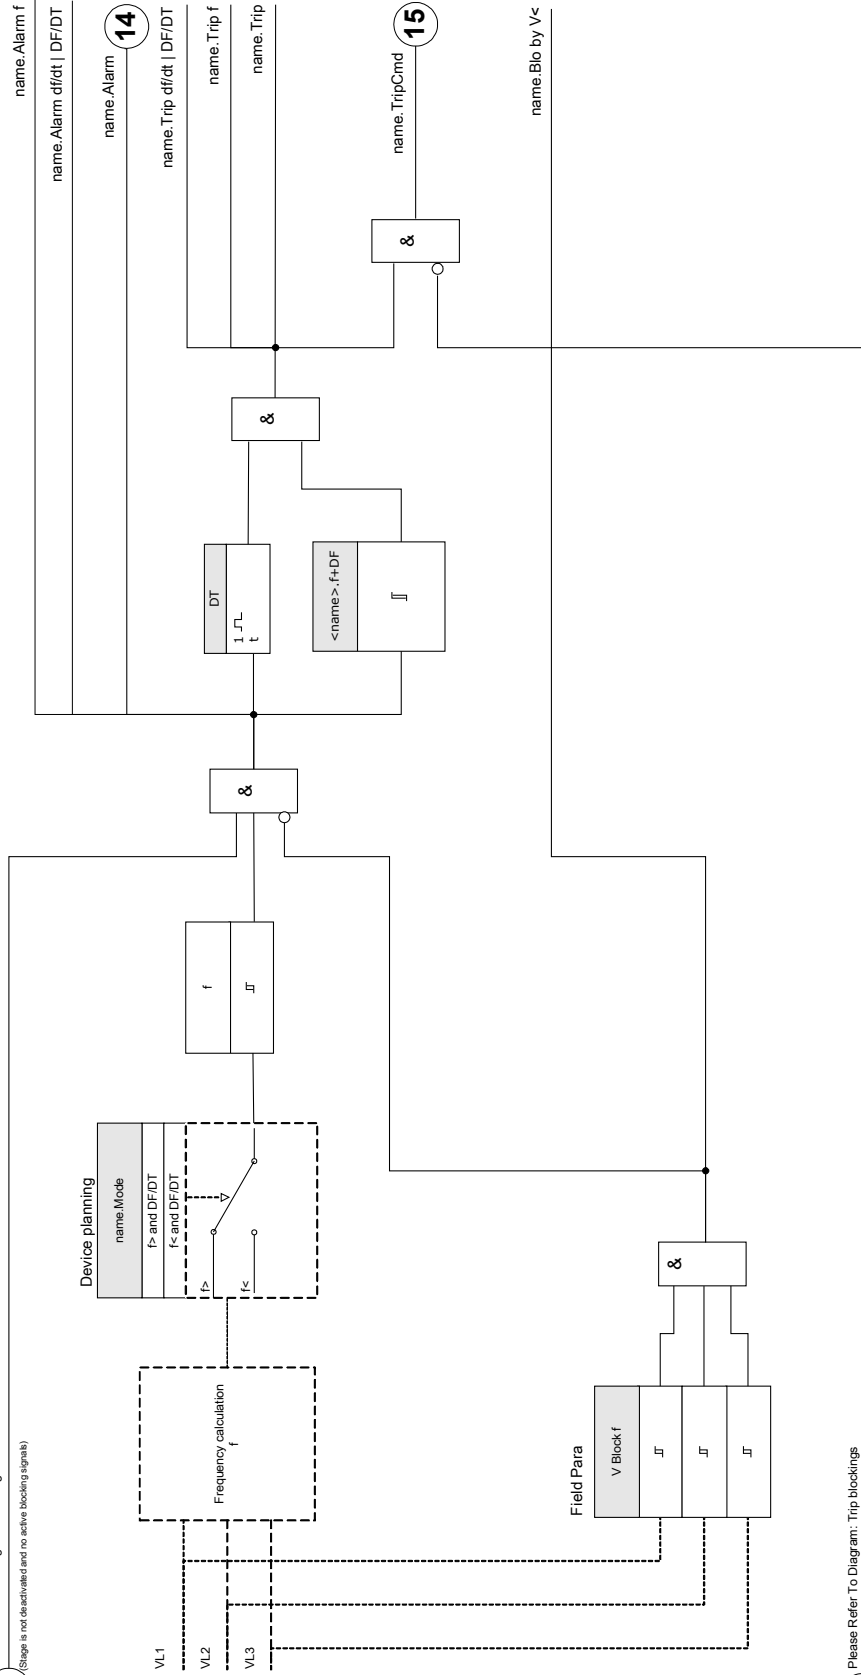 name.Alarm f
name.Alarm df/dt | DF/DT
name.Alarm
14
name.Trip df/dt | DF/DT
name.Trip f
name.Trip
name.TripCmd
15
name.Blo by V<
&
&
DT
1
t
<name>.f+DF
&
f
Device planning
name.Mode
f> and DF/DT
f< and DF/DT
f>
f<
Frequency calculation
f
&
Field Para
V Block f
(Stage is not deactivated and no active blocking signals)
VL1
VL2
VL3
Please Refer To Diagram: Trip blockings